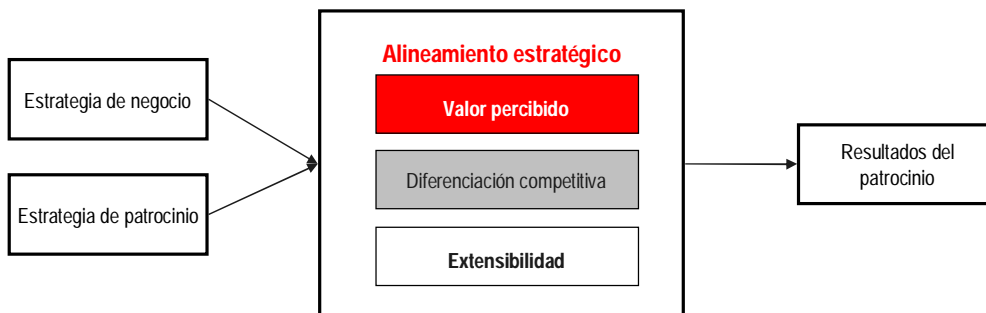 Estrategia de negocio
Estrategia de patrocinio
Alineamiento estratégico
Valor percibido
Diferenciación competitiva
Extensibilidad
Resultados del
patrocinio